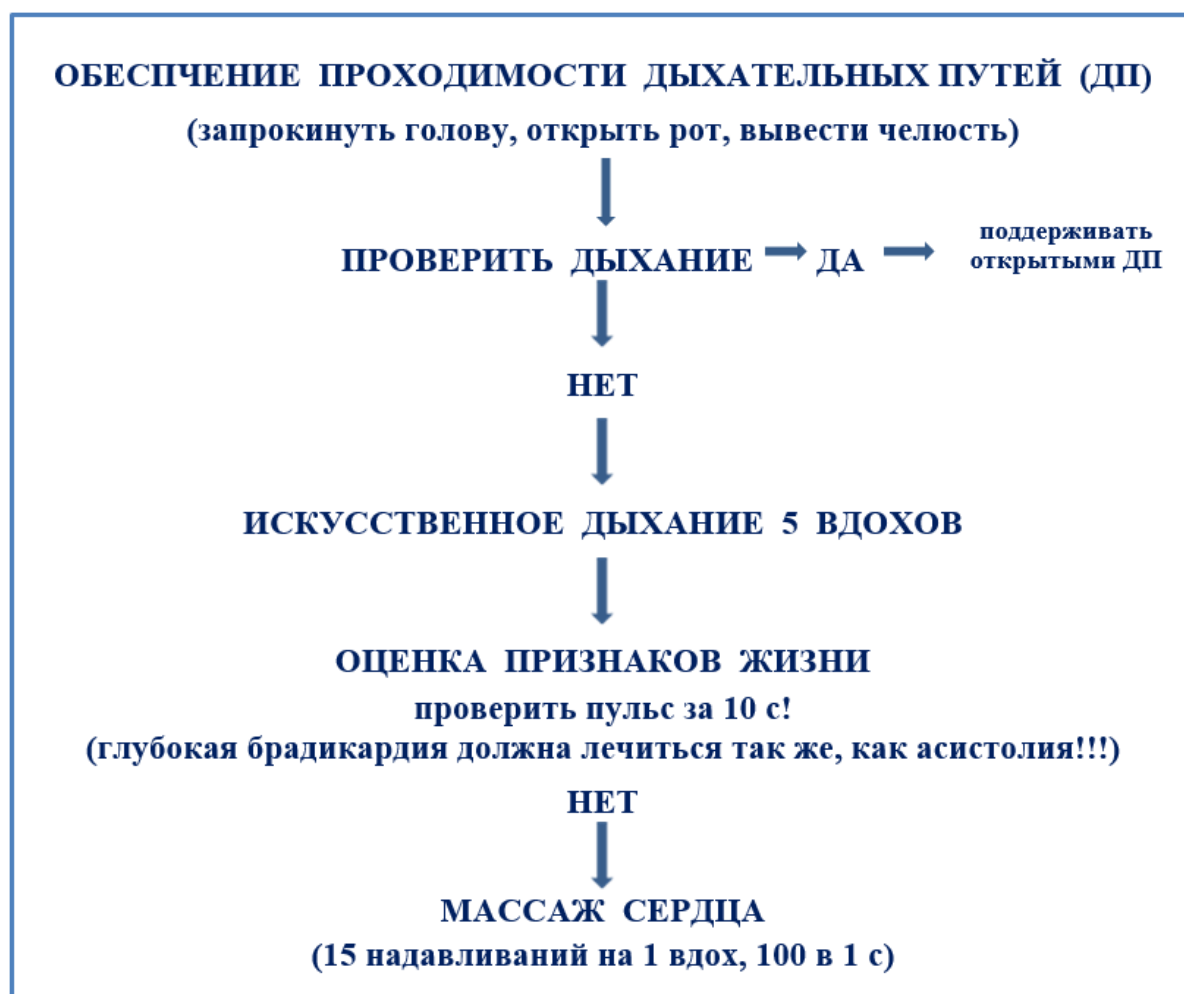 ОБЕСПЧЕНИЕ ПРОХОДИМОСТИ ДЫХАТЕЛЬНЫХ ПУТЕЙ (ДП)
(запрокинуть голову, открыть рот, вывести челюсть)
ПРОВЕРИТЬ ДЫХАНИЕ ДА поддерживать
открытыми ДП
НЕТ
ИСКУССТВЕННОЕ ДЫХАНИЕ 5 ВДОХОВ
ОЦЕНКА ПРИЗНАКОВ ЖИЗНИ
проверить пульс за 10 с!
(глубокая брадикардия должна лечиться так же, как асистолия!!!)
НЕТ
МАССАЖ СЕРДЦА
(15 надавливаний на 1 вдох, 100 в 1 с)